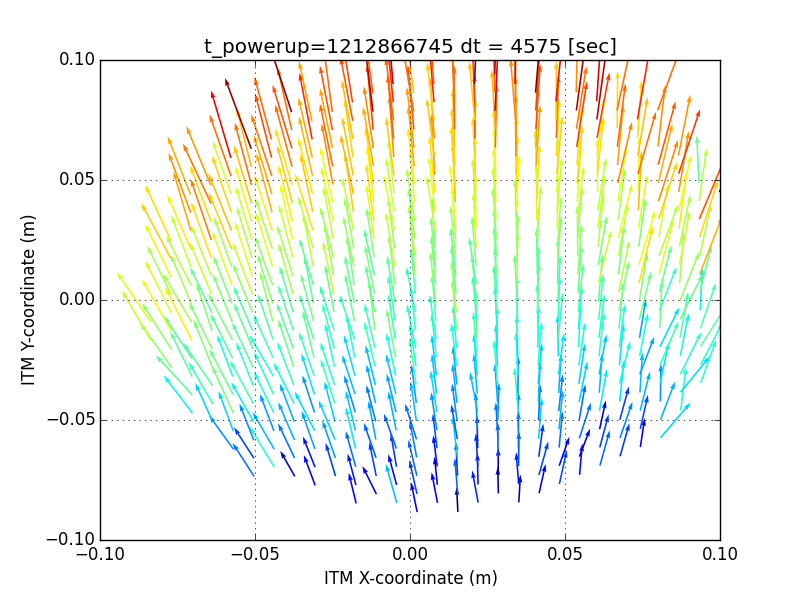 t_powerup=1212866745 dt = 4575 [sec]
0.10
0.05
0.00
−0.05
−0.10
ITM Y-coordinate (m)
−0.10 −0.05 0.00 0.05 0.10
ITM X-coordinate (m)